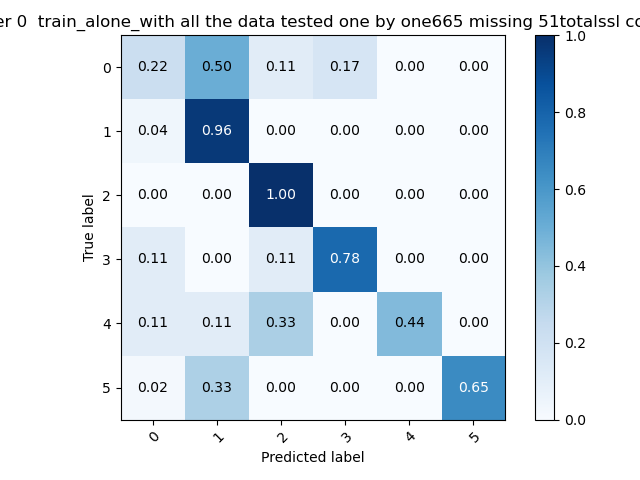 er 0  train_alone_with all the data tested one by one665 missing 51totalssl co
0 0.22 0.50 0.11 0.17 0.00 0.00
1 0.04 0.96 0.00 0.00 0.00 0.00
2 0.00 0.00 1.00 0.00 0.00 0.00
3 0.11 0.00 0.11 0.78 0.00 0.00
4 0.11 0.11 0.33 0.00 0.44 0.00
5 0.02 0.33 0.00 0.00 0.00 0.65
0 1 2 3 4 5
True label
Predicted label
1.0
0.8
0.6
0.4
0.2
0.0